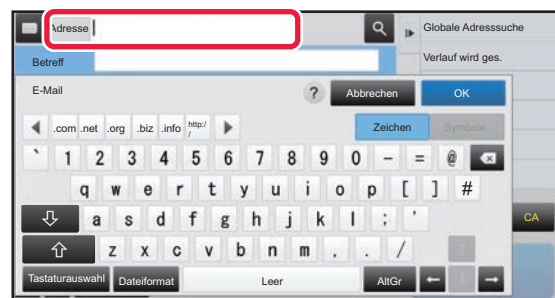 Adresse
Globale Adresssuche
Betreff
Verlauf wird ges.
E-Mail
? Abbrechen OK
.com .net .org .biz .info http://
Zeichen Symbole
` 1 2 3 4 5 6 7 8 9 0 - = @
q w e r t y u i o p [ ] #
a s d f g h j k l ; '
CA
z x c v b n m , . /
Tastaturauswahl Dateiformat Leer AltGr